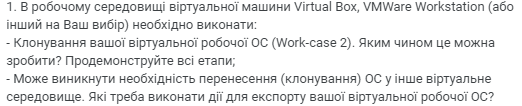 1. В робочому середовищі віртуальної машини Virtual Box, VMWare Workstation (або
інший на Ваш вибір) необхідно виконати:
- Клонування вашої віртуальної робочої ОС (Work-case 2). Яким чином це можна
зробити? Продемонструйте всі етапи;
- Може виникнути необхідність перенесення (клонування) ОС у інше віртуальне
середовище. Які треба виконати дії для експорту вашої віртуальної робочої ОС?